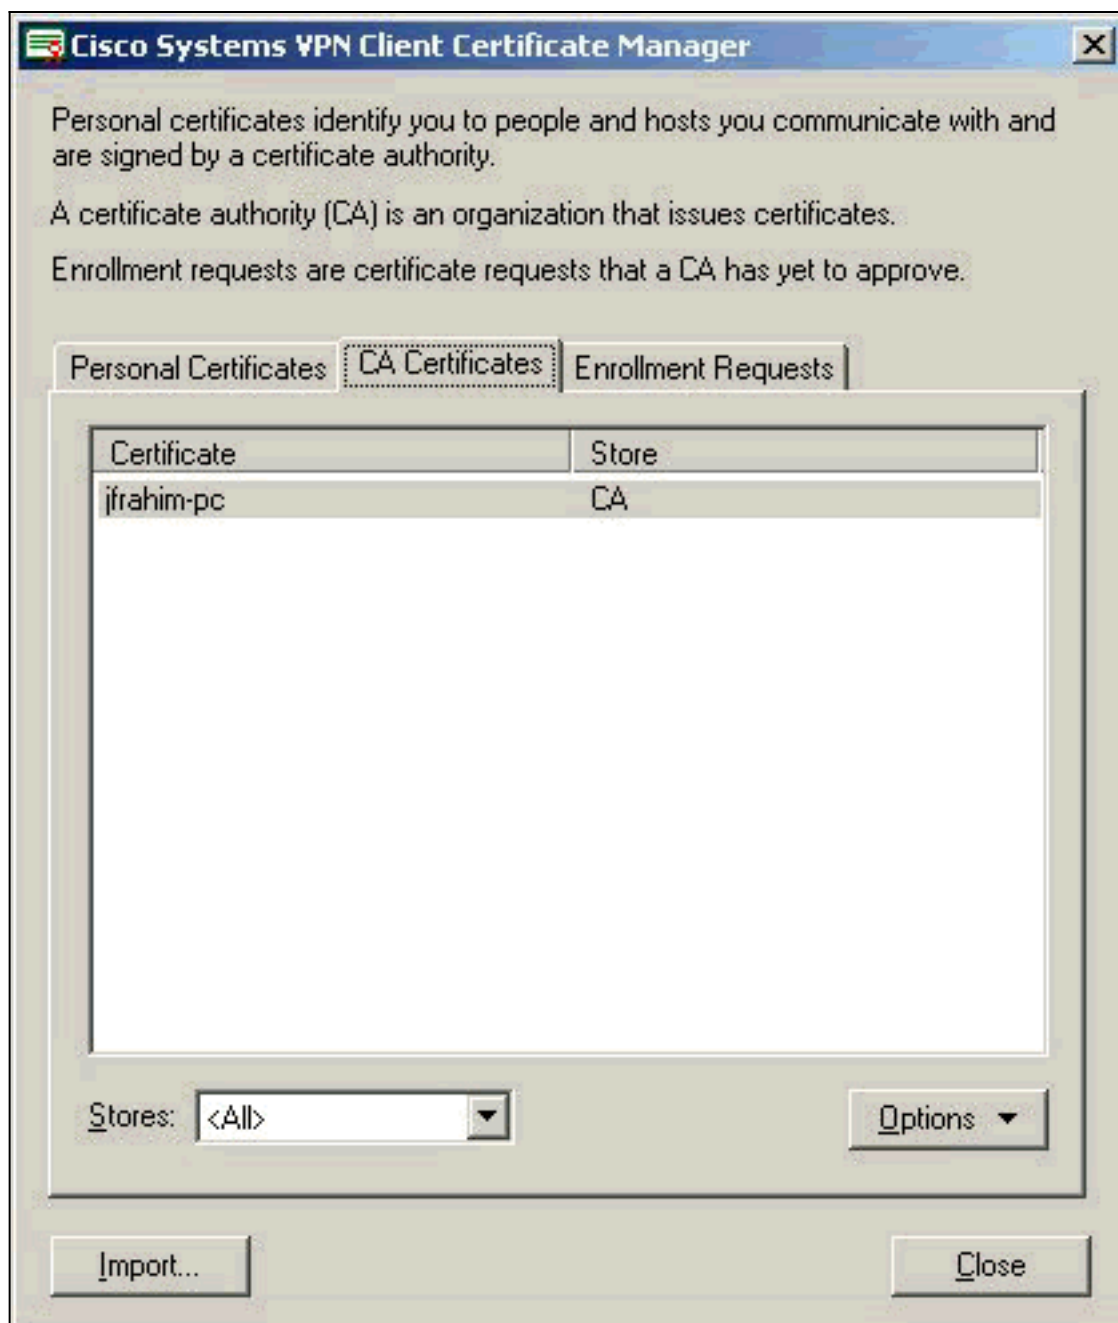 Cisco Systems VPN Client Certificate Manager
Personal certificates identify you to people and hosts you communicate with and
are signed by a certificate authority.
A certificate authority (CA) is an organization that issues certificates.
Enrollment requests are certificate requests that a CA has yet to approve.
Personal Certificates CA Certificates Enrollment Requests
Certificate Store
jfrahim-pc CA
Stores: <All> Options
Import... Close